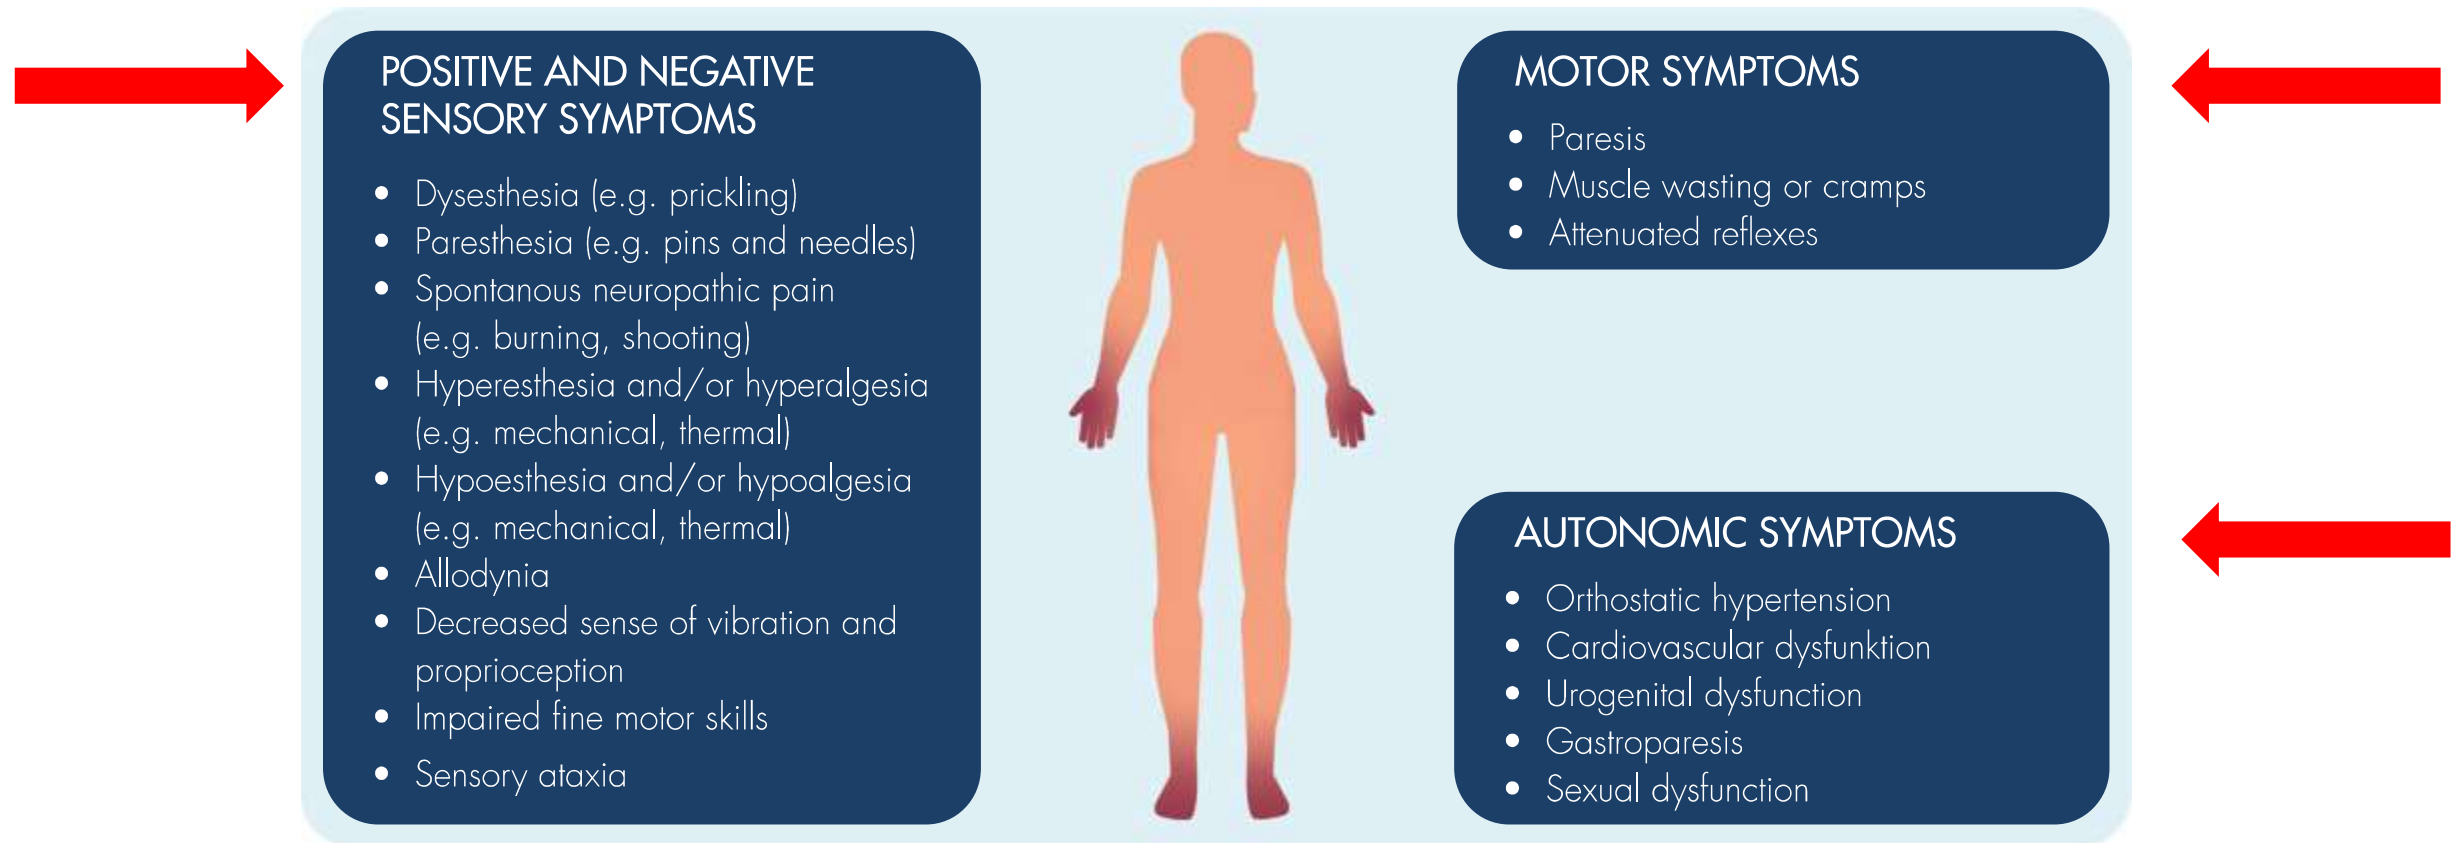 POSITIVE AND NEGATIVE
SENSORY SYMPTOMS
• Dysesthesia (e.g. prickling)
• Paresthesia (e.g. pins and needles)
• Spontanous neuropathic pain
(e.g. burning, shooting)
• Hyperesthesia and/or hyperalgesia
(e.g. mechanical, thermal)
• Hypoesthesia and/or hypoalgesia
(e.g. mechanical, thermal)
• Allodynia
• Decreased sense of vibration and
proprioception
• Impaired fine motor skills
• Sensory ataxia
MOTOR SYMPTOMS
• Paresis
• Muscle wasting or cramps
• Attenuated reflexes
AUTONOMIC SYMPTOMS
• Orthostatic hypertension
• Cardiovascular dysfunktion
• Urogenital dysfunction
• Gastroparesis
• Sexual dysfunction